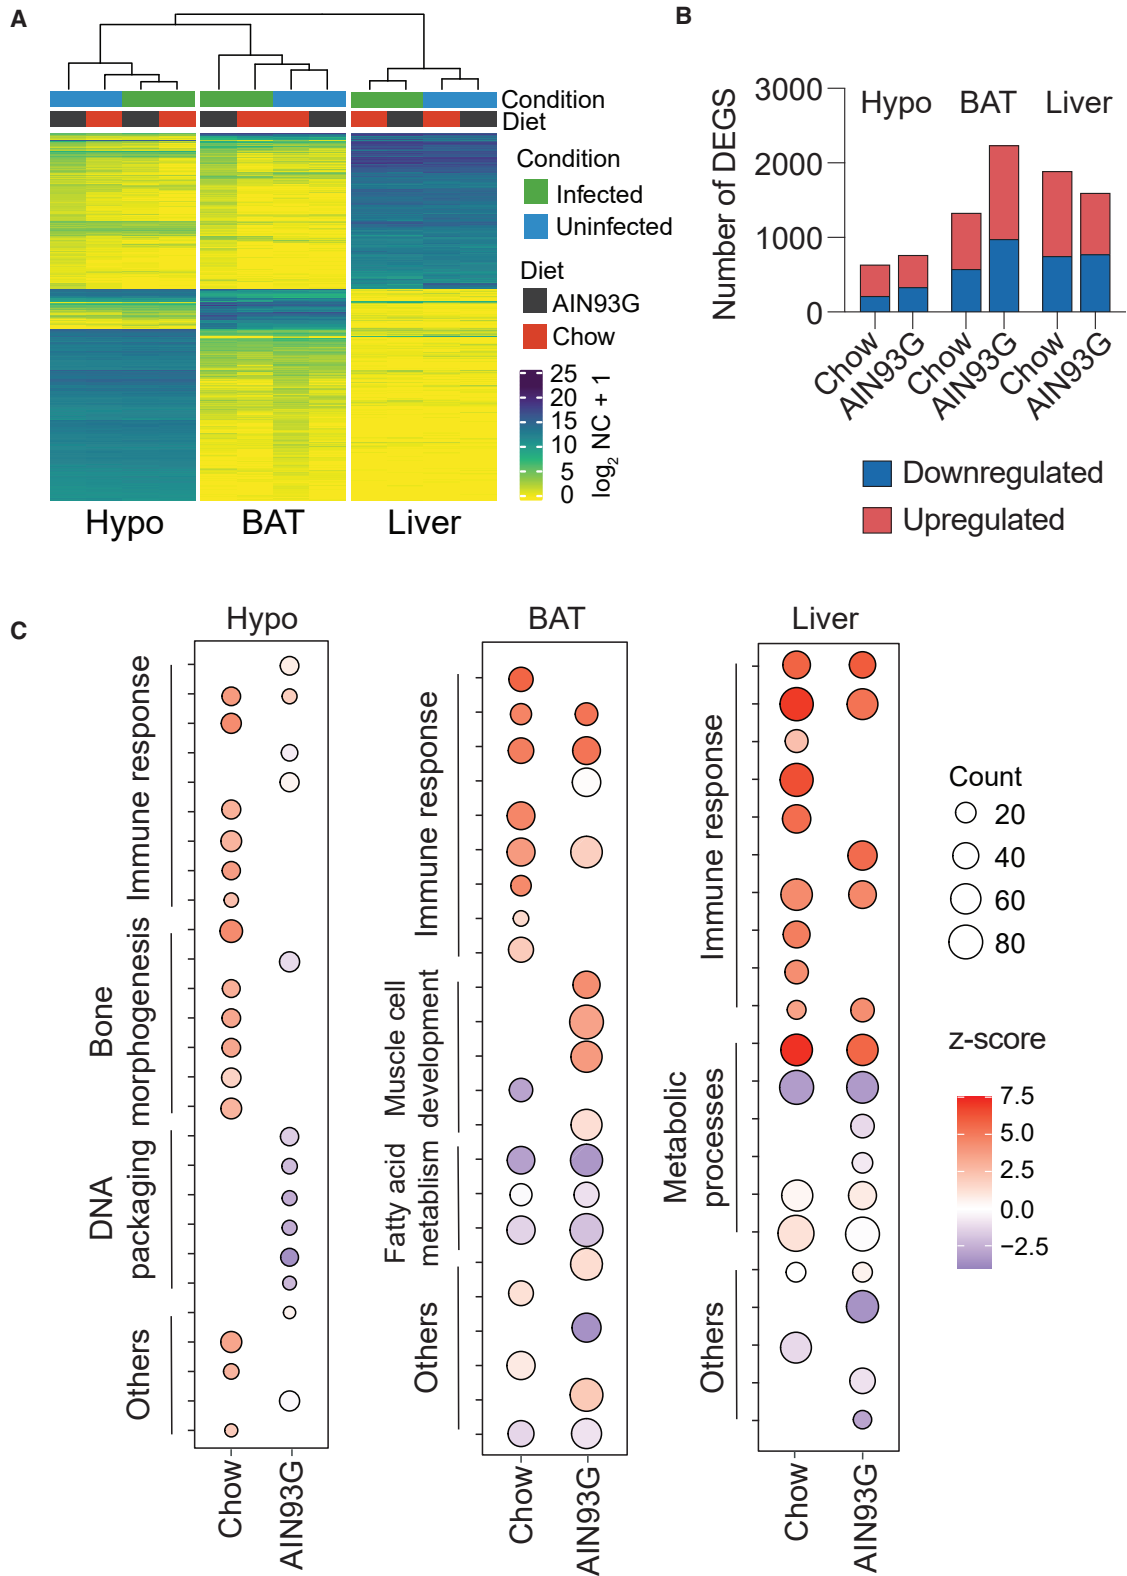 A
Condition
Diet
Condition
Infected
Uninfected
Diet
AIN93G
Chow
25
20
15
10
5
0
log2 NC + 1
Hypo
BAT
Liver
B
Number of DEGS
3000
2000
1000
0
Hypo
BAT
Liver
Chow
AIN93G
Chow
AIN93G
Chow
AIN93G
Downregulated
Upregulated
C
Hypo
Immune response
Bone
morphogenesis
DNA
packaging
Others
Chow
AIN93G
BAT
Immune response
Muscle cell
development
Fatty acid
metablism
Others
Chow
AIN93G
Liver
Immune response
Metabolic
processes
Others
Chow
AIN93G
Count
20
40
60
80
z-score
7.5
5.0
2.5
0.0
−2.5